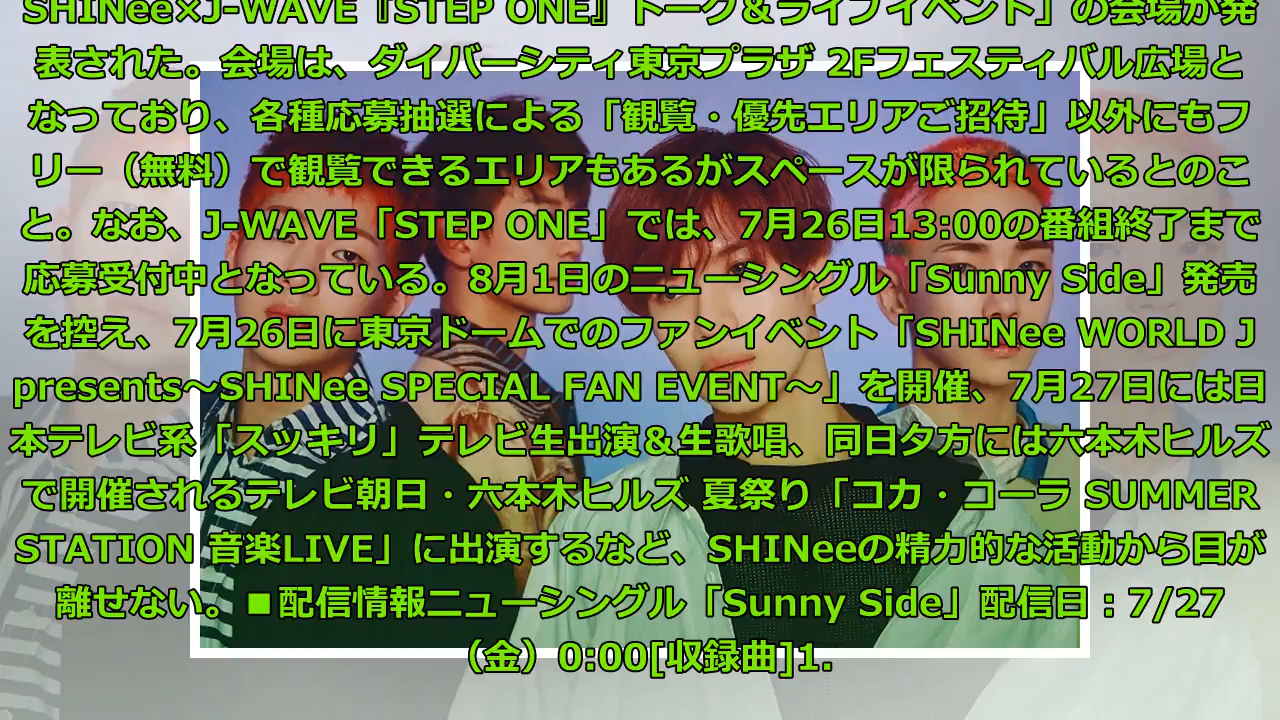 SHINee×J-WAVE『STEP ONE』トーク&ライブイベント」の会場が発
表された。会場は、ダイバーシティ東京プラザ 2Fフェスティバル広場と
なっており、各種応募抽選による「観覧・優先エリアご招待」以外にもフ
リー（無料）で観覧できるエリアもあるがスペースが限られているとのこ
と。なお、J-WAVE「STEP ONE」では、7月26日13:00の番組終了まで
応募受付中となっている。8月1日のニューシングル「Sunny Side」発売
を控え、7月26日に東京ドームでのファンイベント「SHINee WORLD J
presents～SHINee SPECIAL FAN EVENT～」を開催、7月27日には日
本テレビ系「スッキリ」テレビ生出演＆生歌唱、同日夕方には六本木ヒルズ
で開催されるテレビ朝日・六本木ヒルズ 夏祭り「コカ・コーラ SUMMER
STATION 音楽LIVE」に出演するなど、SHINeeの精力的な活動から目が
離せない。■配信情報ニューシングル「Sunny Side」配信日：7/27
（金）0:00[収録曲]1.